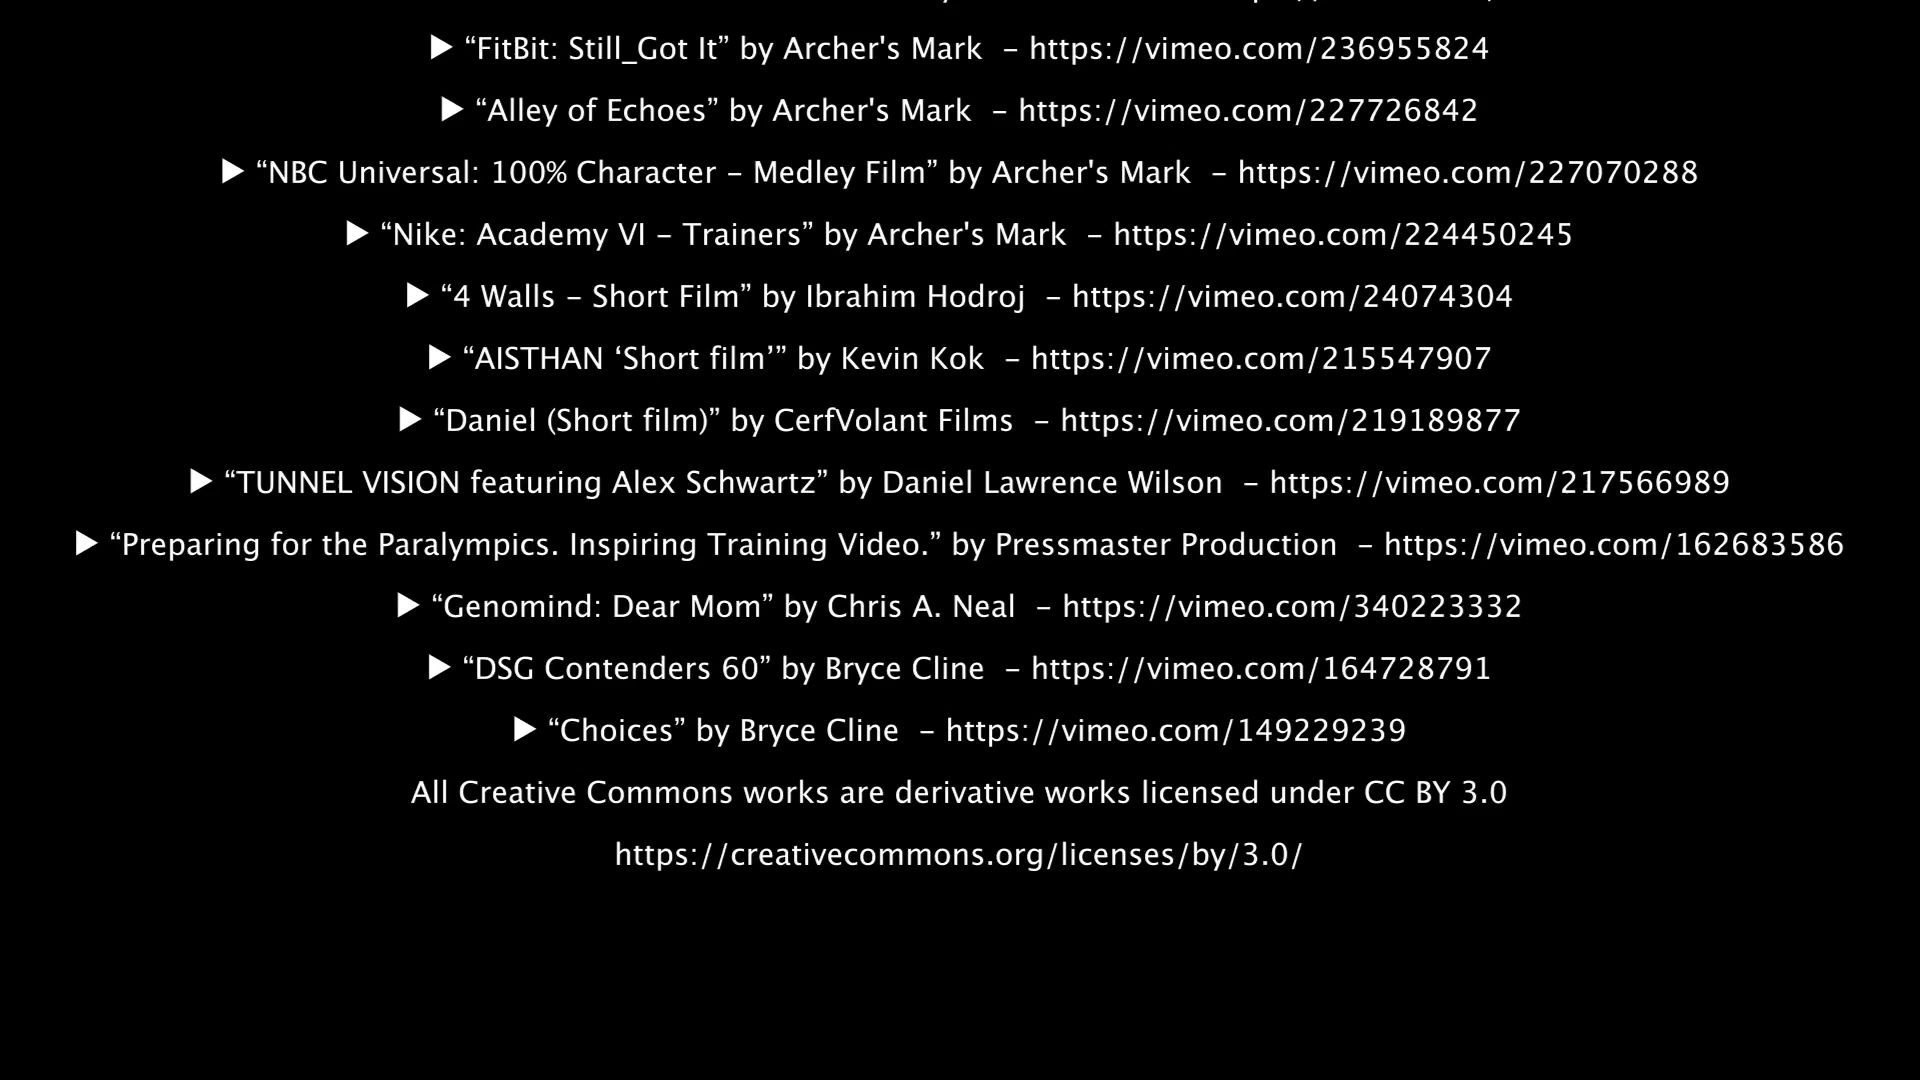 ▶ “FitBit: Still_Got It” by Archer's Mark – https://vimeo.com/236955824
▶ “Alley of Echoes” by Archer's Mark – https://vimeo.com/227726842
▶ “NBC Universal: 100% Character – Medley Film” by Archer's Mark – https://vimeo.com/227070288
▶ “Nike: Academy VI – Trainers” by Archer's Mark – https://vimeo.com/224450245
▶ “4 Walls – Short Film” by Ibrahim Hodroj – https://vimeo.com/24074304
▶ “AISTHAN ‘Short film’” by Kevin Kok – https://vimeo.com/215547907
▶ “Daniel (Short film)” by CerfVolant Films – https://vimeo.com/219189877
▶ “TUNNEL VISION featuring Alex Schwartz” by Daniel Lawrence Wilson – https://vimeo.com/217566989
▶ “Preparing for the Paralympics. Inspiring Training Video.” by Pressmaster Production – https://vimeo.com/162683586
▶ “Genomind: Dear Mom” by Chris A. Neal – https://vimeo.com/340223332
▶ “DSG Contenders 60” by Bryce Cline – https://vimeo.com/164728791
▶ “Choices” by Bryce Cline – https://vimeo.com/149229239
All Creative Commons works are derivative works licensed under CC BY 3.0
https://creativecommons.org/licenses/by/3.0/